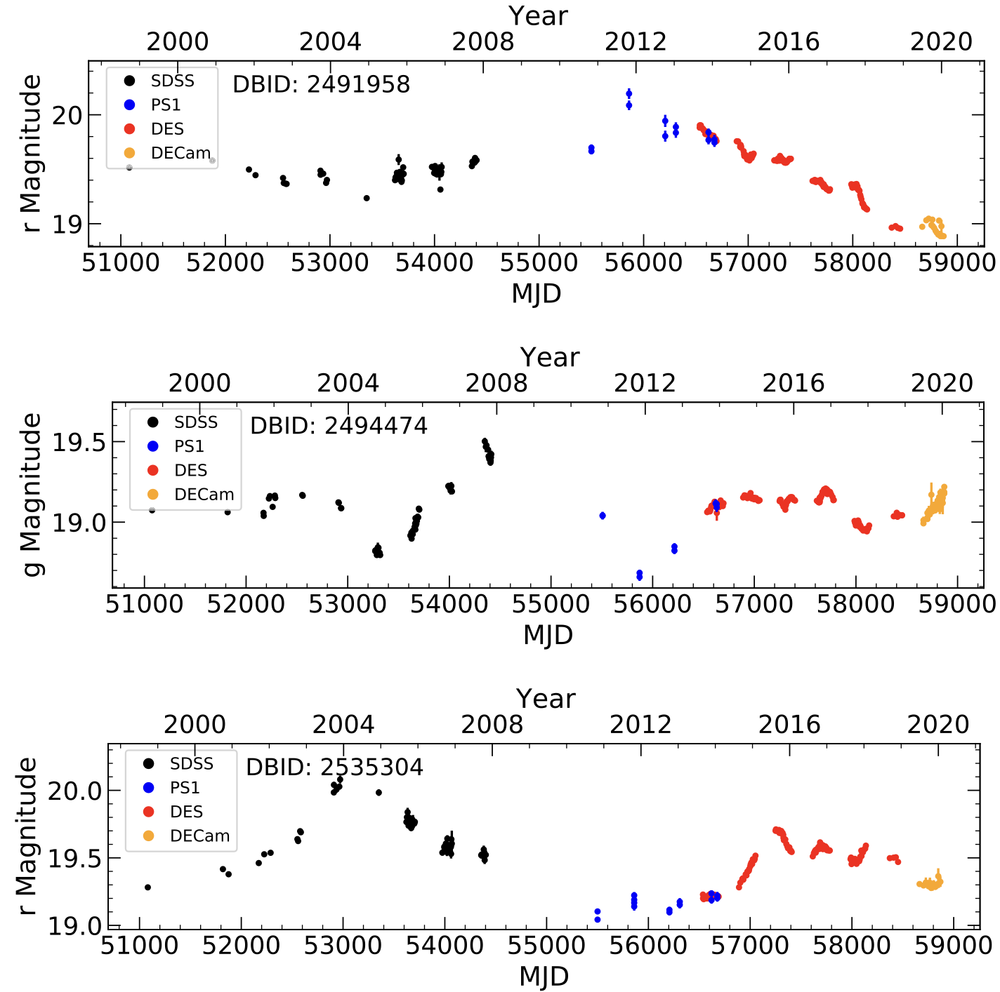 Year
2000 2004 2008 2012 2016 2020
SDSS
DBID: 2491958
PS1
DES
DECam
r Magnitude
20
19
51000 52000 53000 54000 55000 56000 57000 58000 59000
MJD
Year
2000 2004 2008 2012 2016 2020
SDSS
DBID: 2494474
PS1
DES
DECam
g Magnitude
19.5
19.0
51000 52000 53000 54000 55000 56000 57000 58000 59000
MJD
Year
2000 2004 2008 2012 2016 2020
SDSS
DBID: 2535304
PS1
DES
DECam
r Magnitude
20.0
19.5
19.0
51000 52000 53000 54000 55000 56000 57000 58000 59000
MJD